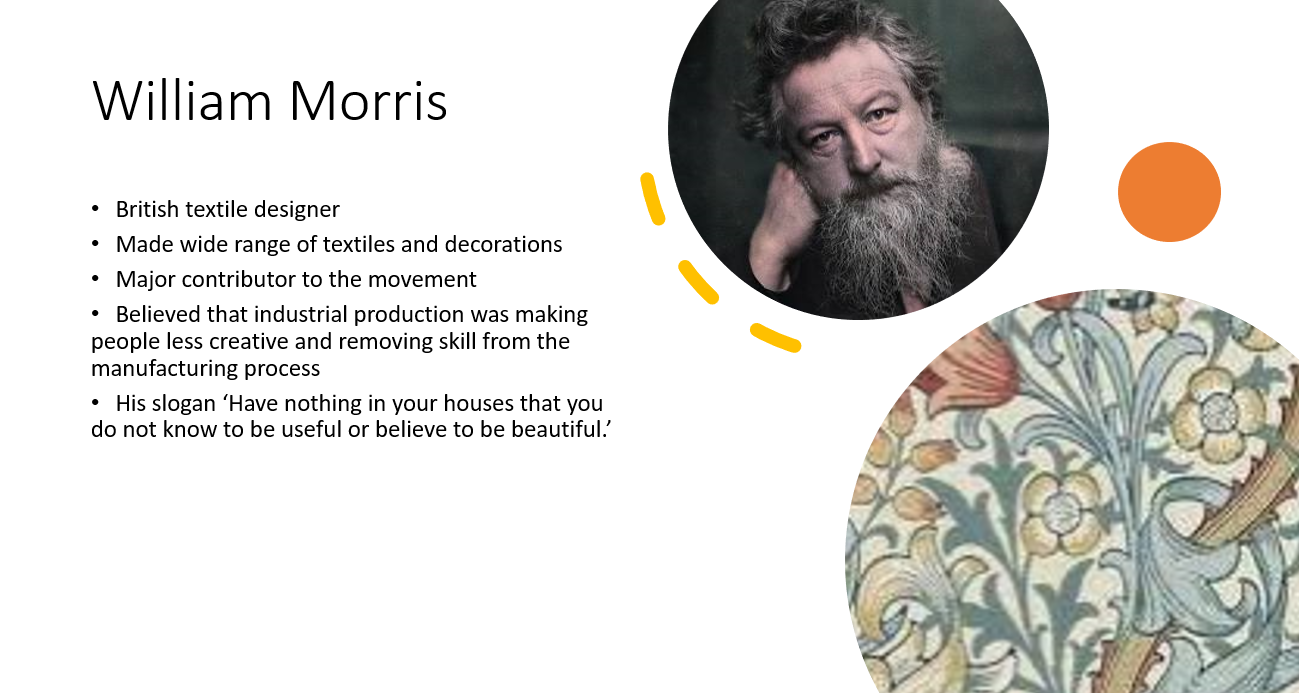 William Morris
• British textile designer
• Made wide range of textiles and decorations
• Major contributor to the movement
• Believed that industrial production was making
people less creative and removing skill from the
manufacturing process
• His slogan ‘Have nothing in your houses that you
do not know to be useful or believe to be beautiful.’